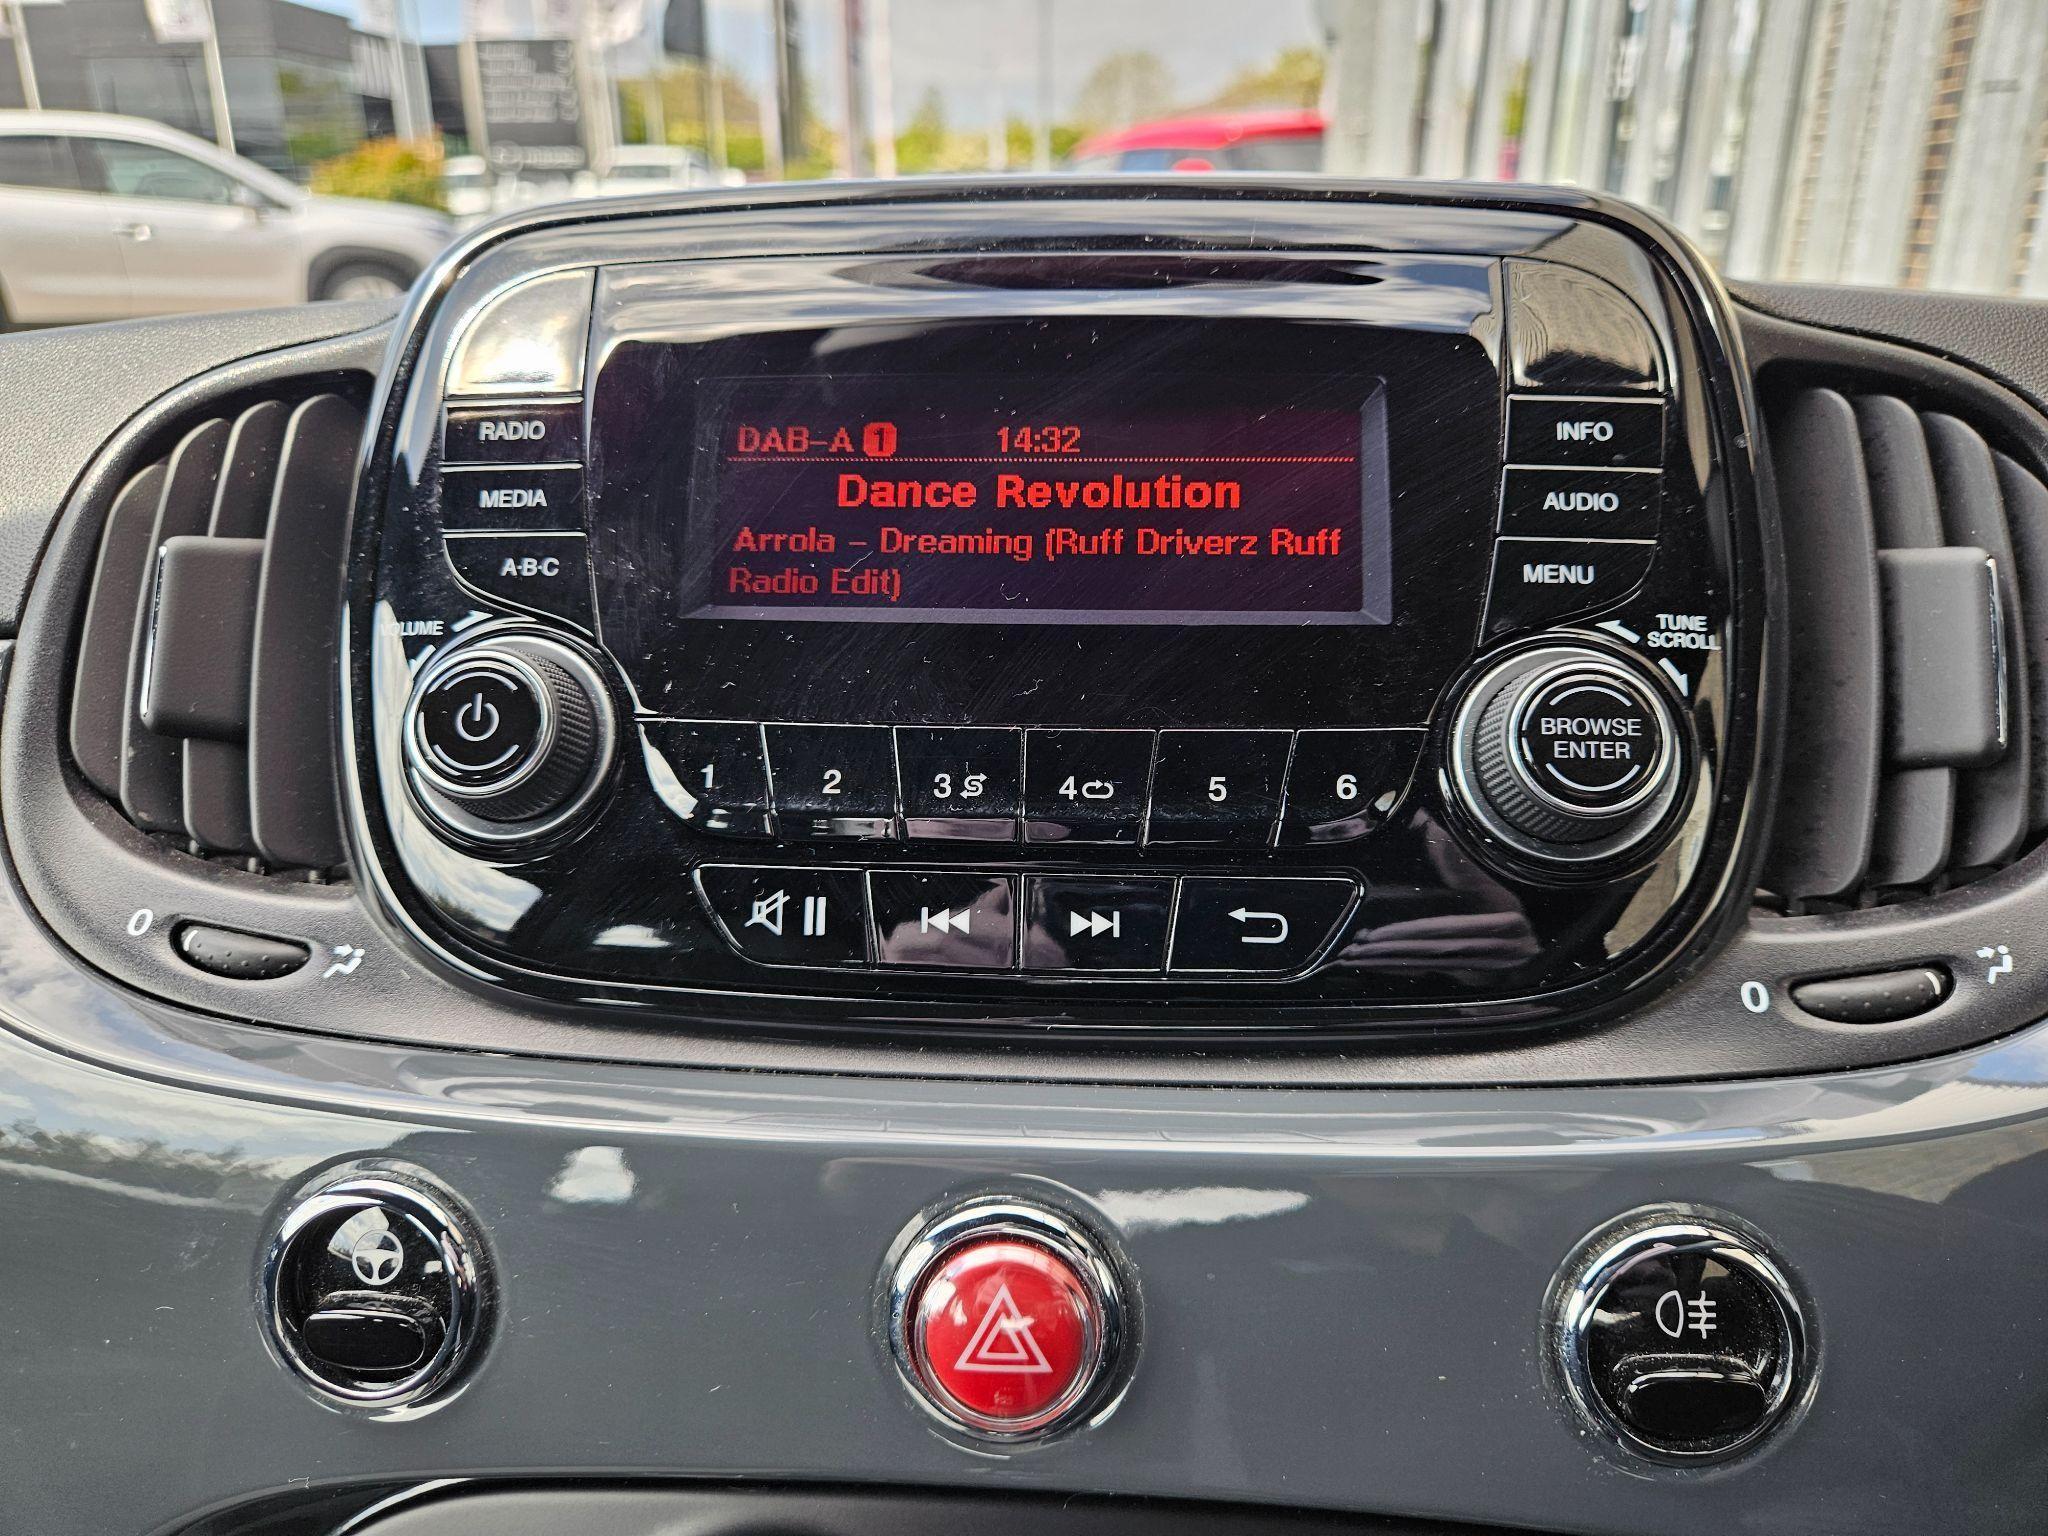 RADIO
MEDIA
A·B·C
VOLUME
DAB-A 1 14:32
Dance Revolution
Arrola - Dreaming (Ruff Driverz Ruff
Radio Edit)
INFO
AUDIO
MENU
TUNE
SCROLL
BROWSE
ENTER
1 2 3 4 5 6
0
0